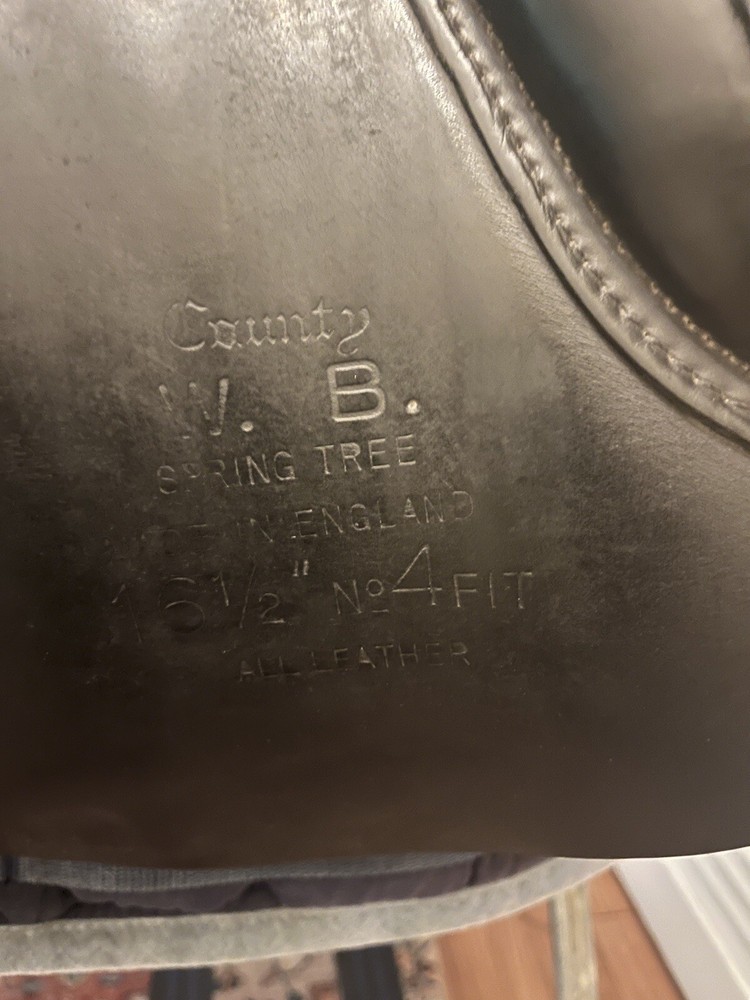 County
W. B.
SPRING TREE
IN ENGLAND
16½" Nº4 FIT
ALL LEATHER